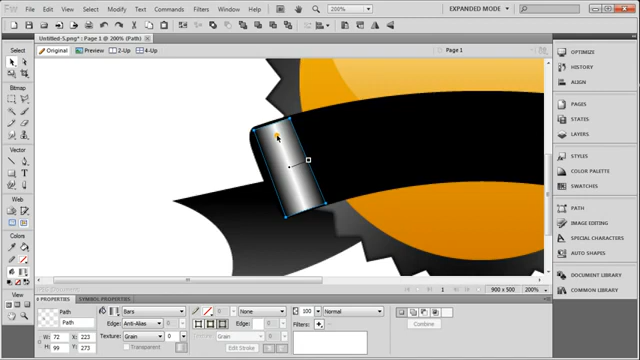 File Edit View Select Modify Text Commands Filters Window Help
EXPANDED MODE
200%
Untitled-5.png* : Page 1 @ 200% (Path)
Original Preview 2-Up 4-Up
Page 1
Select
Bitmap
Vector
Web
Colors
View
OPTIMIZE
HISTORY
ALIGN
PAGES
STATES
LAYERS
STYLES
COLOR PALETTE
SWATCHES
PATH
IMAGE EDITING
SPECIAL CHARACTERS
DOCUMENT LIBRARY
COMMON LIBRARY
1 900 x 500 200%
PROPERTIES SYMBOL PROPERTIES
Path
Path
Bars
None
100 Normal
Edge: Anti-Alias 0
Edge:
Filters:
Combine
Texture: Grain 0
Grain 0
Transparent
Edit Stroke
W: 72 X: 223
H: 99 Y: 273